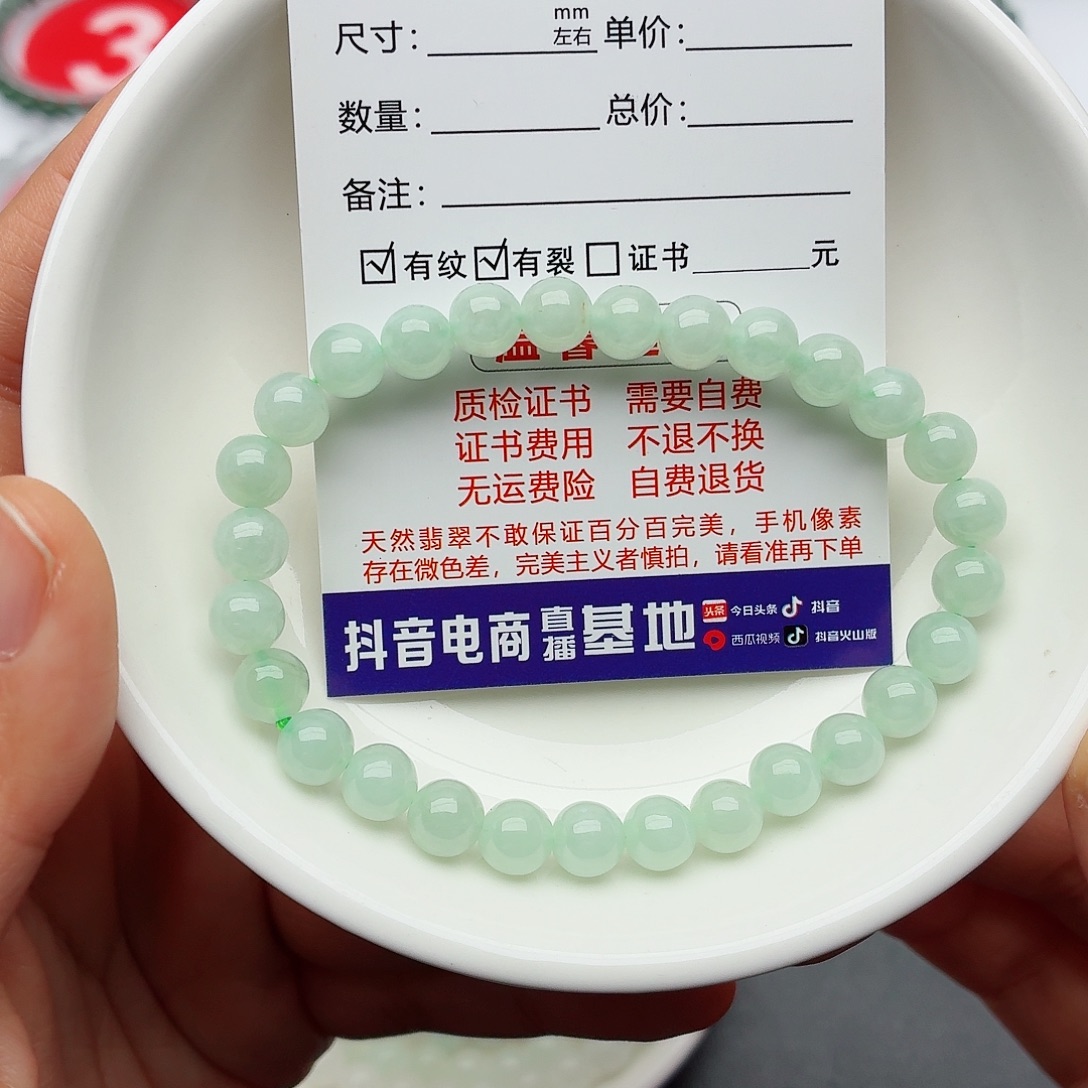 3
尺寸：mm左右 单价：
数量： 总价：
备注：
有纹 有裂 证书 元
质检证书 需要自费
证书费用 不退不换
无运费险 自费退货
天然翡翠不敢保证百分百完美，手机像素
存在微色差，完美主义者慎拍，请看准再下单
抖音电商直播基地
头条 今日头条 抖音
西瓜视频 抖音火山版